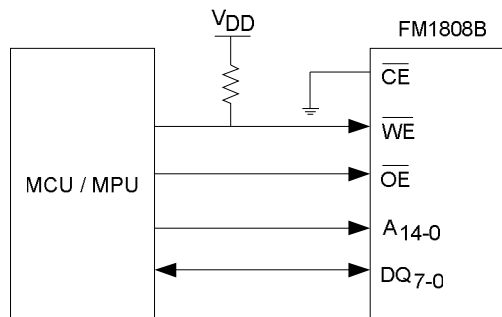 VDD
FM1808B
CE
WE
MCU / MPU
OE
A14-0
DQ7-0